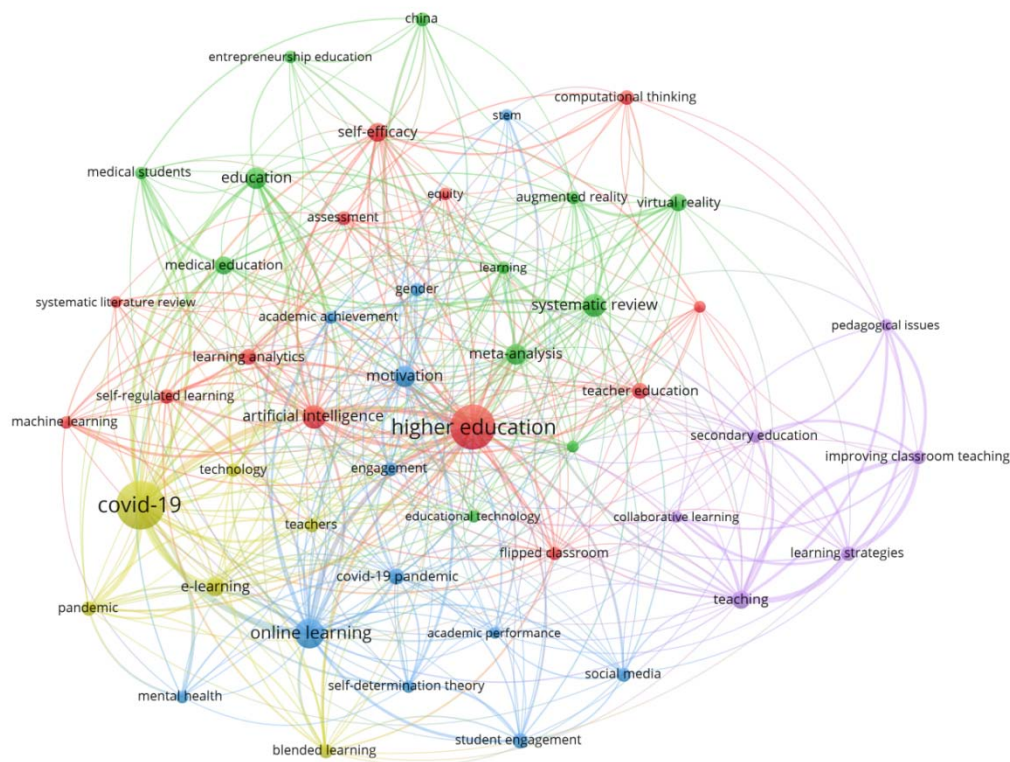 china
entrepreneurship education
computational thinking
stem
self-efficacy
medical students
education
equity
augmented reality
virtual reality
assessment
medical education
learning
gender
systematic literature review
systematic review
academic achievement
pedagogical issues
learning analytics
meta-analysis
motivation
self-regulated learning
teacher education
machine learning
artificial intelligence
higher education
secondary education
improving classroom teaching
technology
engagement
covid-19
educational technology
collaborative learning
teachers
flipped classroom
learning strategies
covid-19 pandemic
e-learning
pandemic
teaching
online learning
academic performance
social media
self-determination theory
mental health
student engagement
blended learning